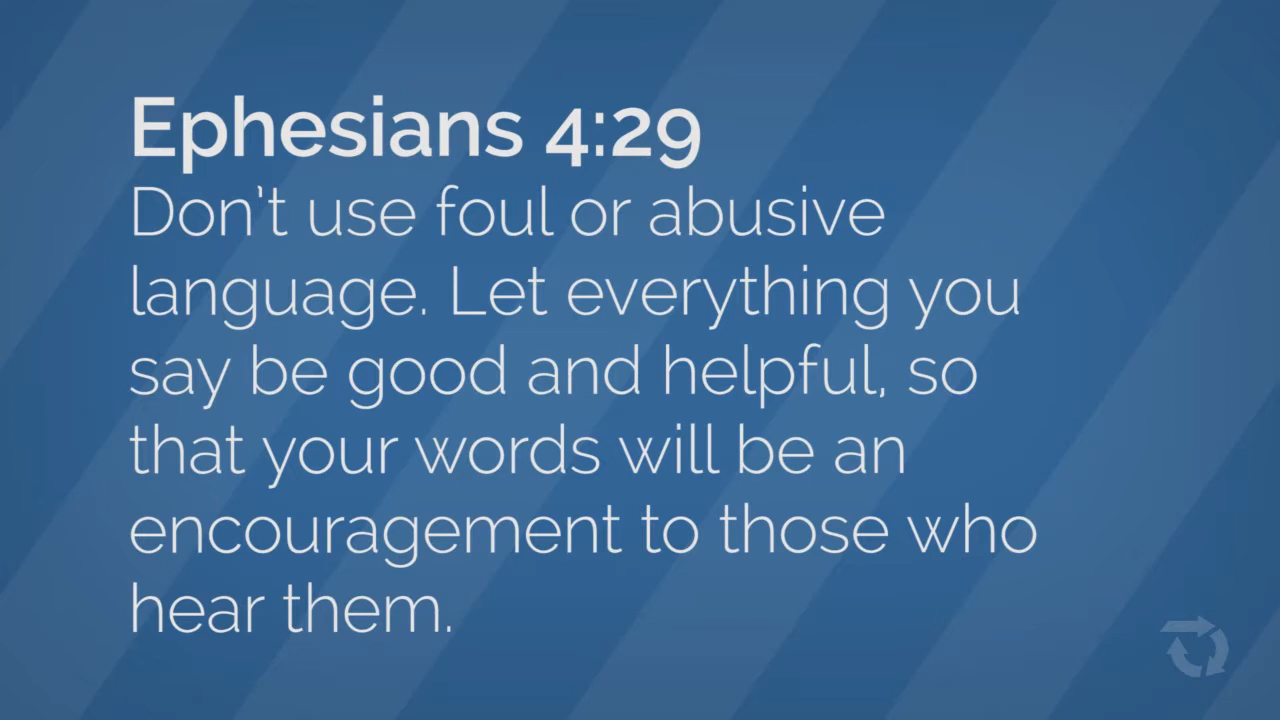 Ephesians 4:29
Don’t use foul or abusive
language. Let everything you
say be good and helpful, so
that your words will be an
encouragement to those who
hear them.